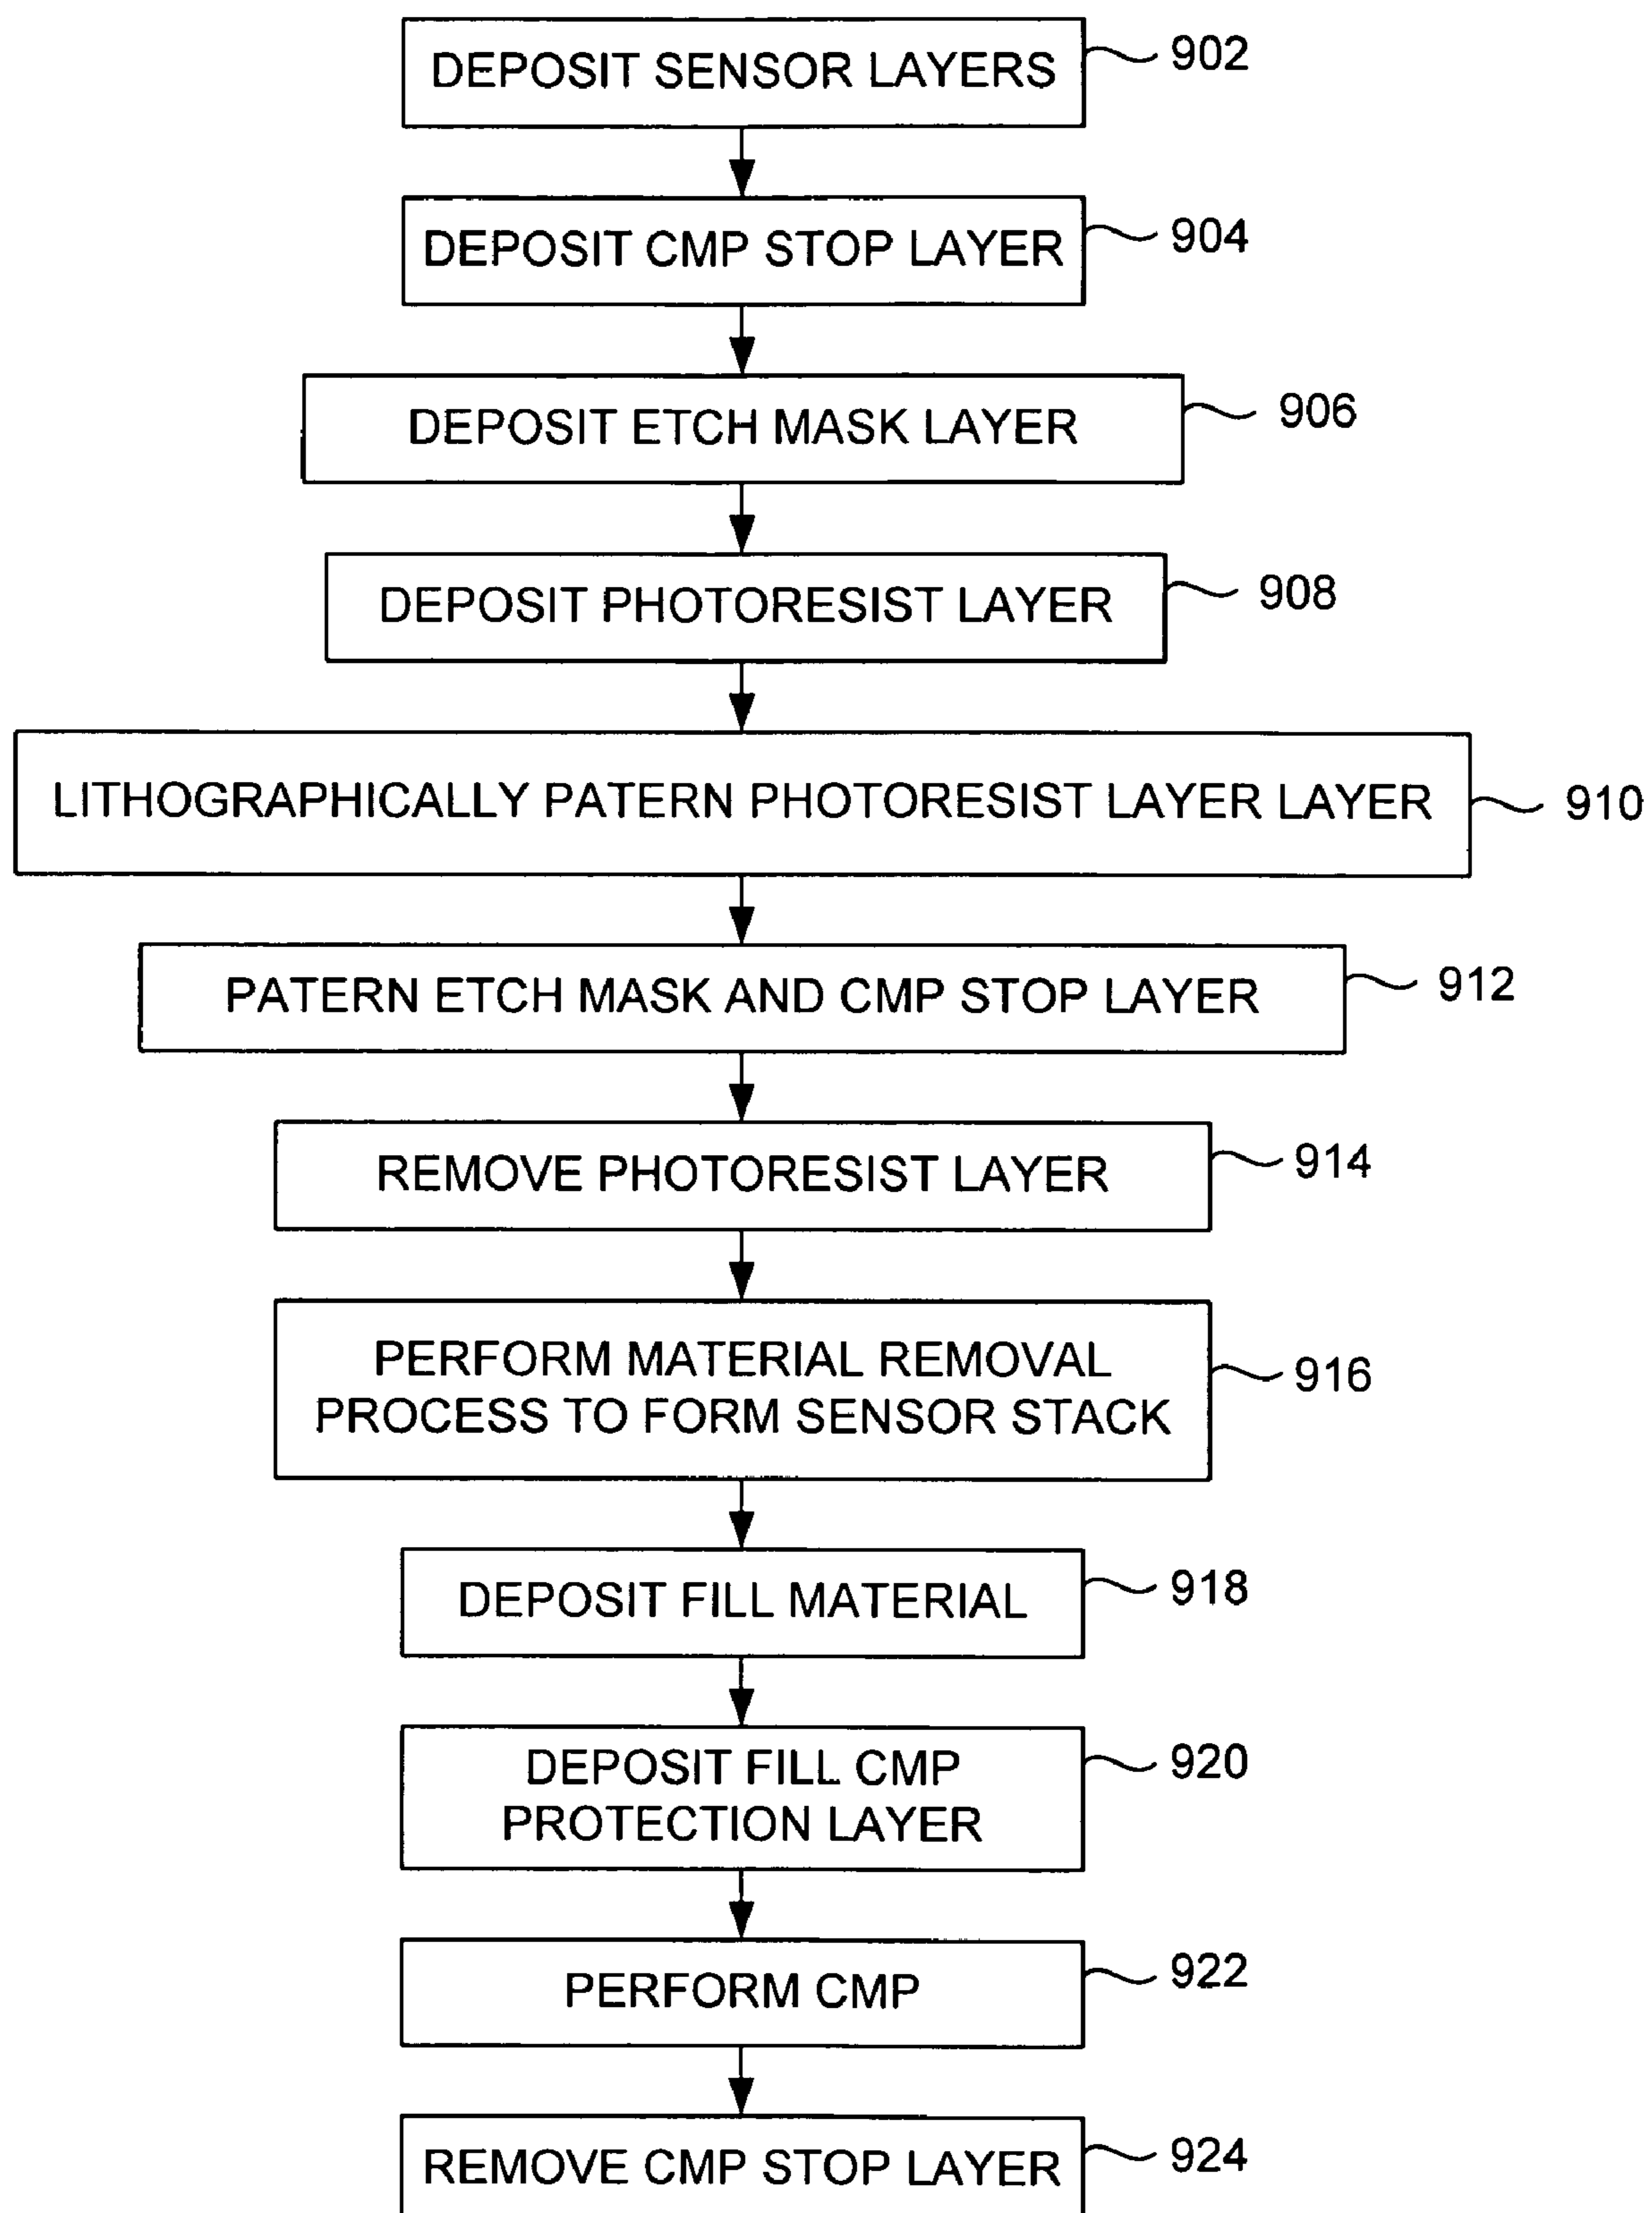 DEPOSIT SENSOR LAYERS 902
DEPOSIT CMP STOP LAYER 904
DEPOSIT ETCH MASK LAYER 906
DEPOSIT PHOTORESIST LAYER 908
LITHOGRAPHICALLY PATERN PHOTORESIST LAYER LAYER 910
PATERN ETCH MASK AND CMP STOP LAYER 912
REMOVE PHOTORESIST LAYER 914
PERFORM MATERIAL REMOVAL
PROCESS TO FORM SENSOR STACK 916
DEPOSIT FILL MATERIAL 918
DEPOSIT FILL CMP
PROTECTION LAYER 920
PERFORM CMP 922
REMOVE CMP STOP LAYER 924